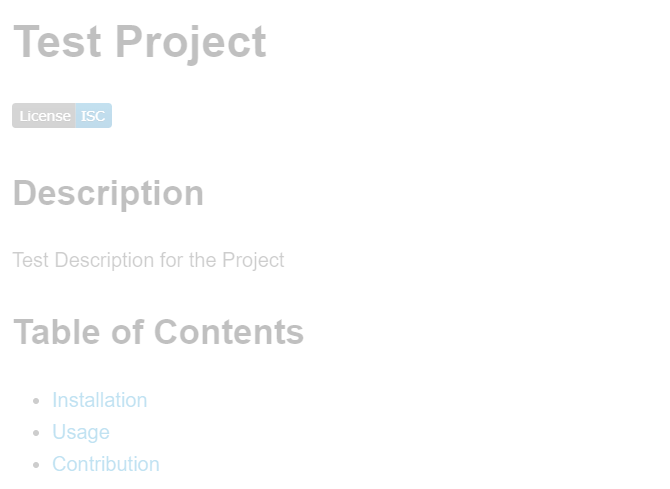 Test Project
License ISC
Description
Test Description for the Project
Table of Contents
Installation
Usage
Contribution